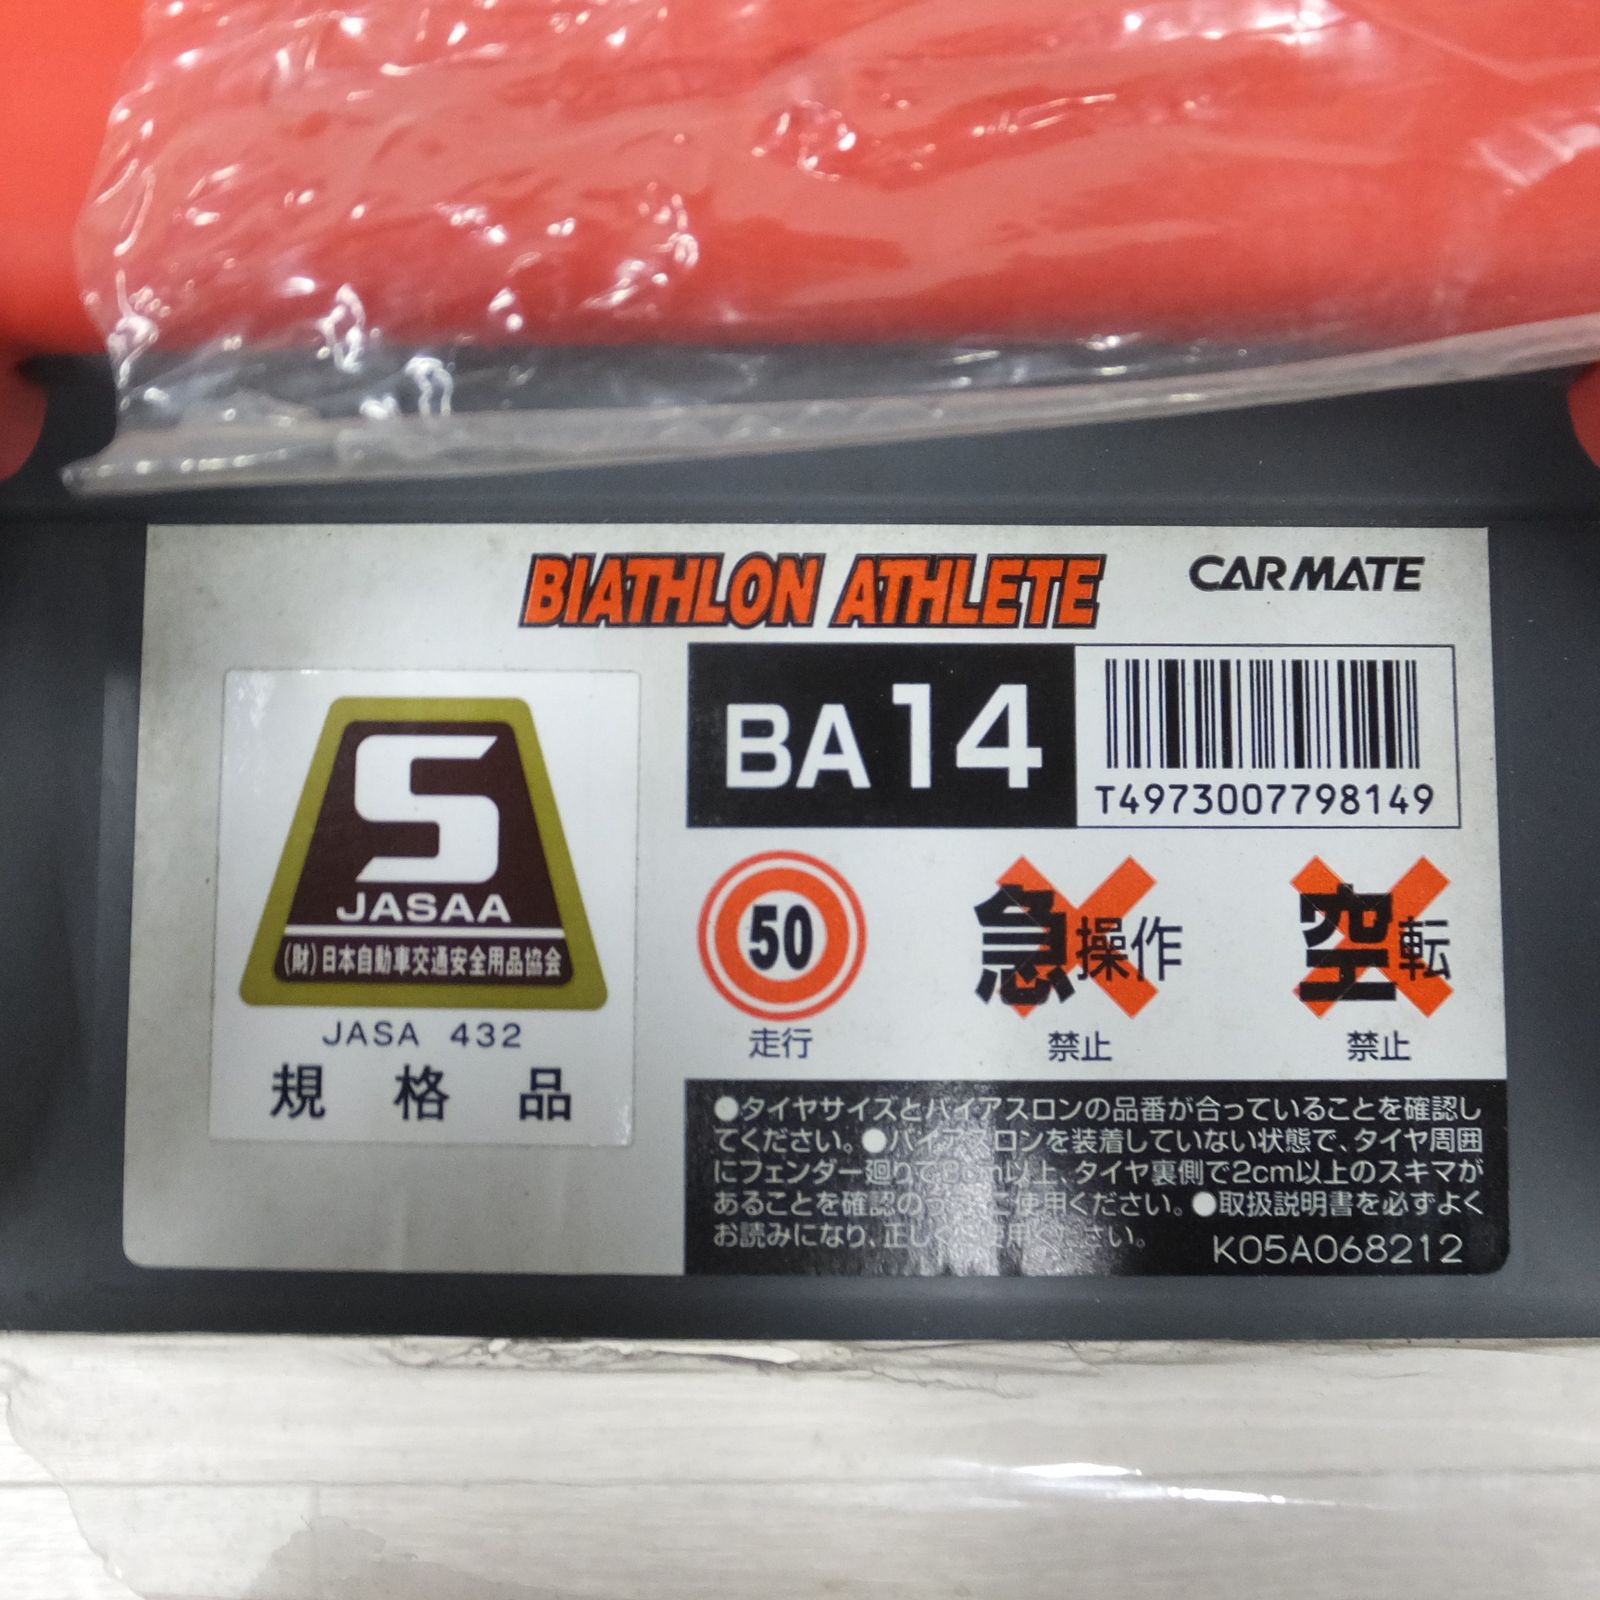 BIATHLON ATHLETE
CARMATE
BA14
T4973007798149
S
JASAA
(財)日本自動車交通安全用品協会
JASA 432
規格品
50
走行
急操作
禁止
空転
禁止
●タイヤサイズとバイアスロンの品番が合っていることを確認し
てください。●バイアスロンを装着していない状態で、タイヤ周囲
にフェンダー廻りで cm以上、タイヤ裏側で2cm以上のスキマが
あることを確認の ご使用ください。●取扱説明書を必ずよく
お読みになり、正しくご使用ください。
K05A068212